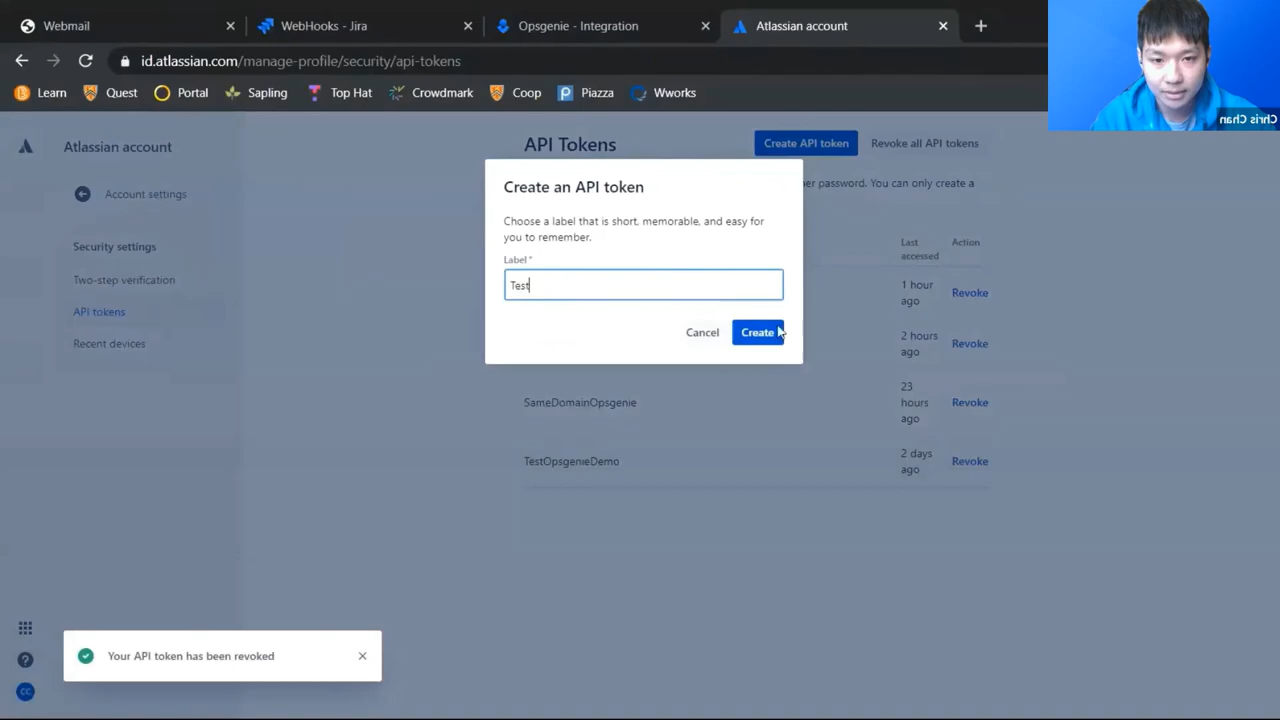 Webmail
WebHooks - Jira
Opsgenie - Integration
Atlassian account
id.atlassian.com/manage-profile/security/api-tokens
Learn
Quest
Portal
Sapling
Top Hat
Crowdmark
Coop
Piazza
Wworks
Chris Chan
Atlassian account
Account settings
Security settings
Two-step verification
API tokens
Recent devices
API Tokens
Create API token
Revoke all API tokens
password. You can only create a
Create an API token
Choose a label that is short, memorable, and easy for
you to remember.
Label *
Test
Cancel
Create
Last
accessed
Action
1 hour
ago
Revoke
2 hours
ago
Revoke
SameDomainOpsgenie
23
hours
ago
Revoke
TestOpsgenieDemo
2 days
ago
Revoke
Your API token has been revoked
CC